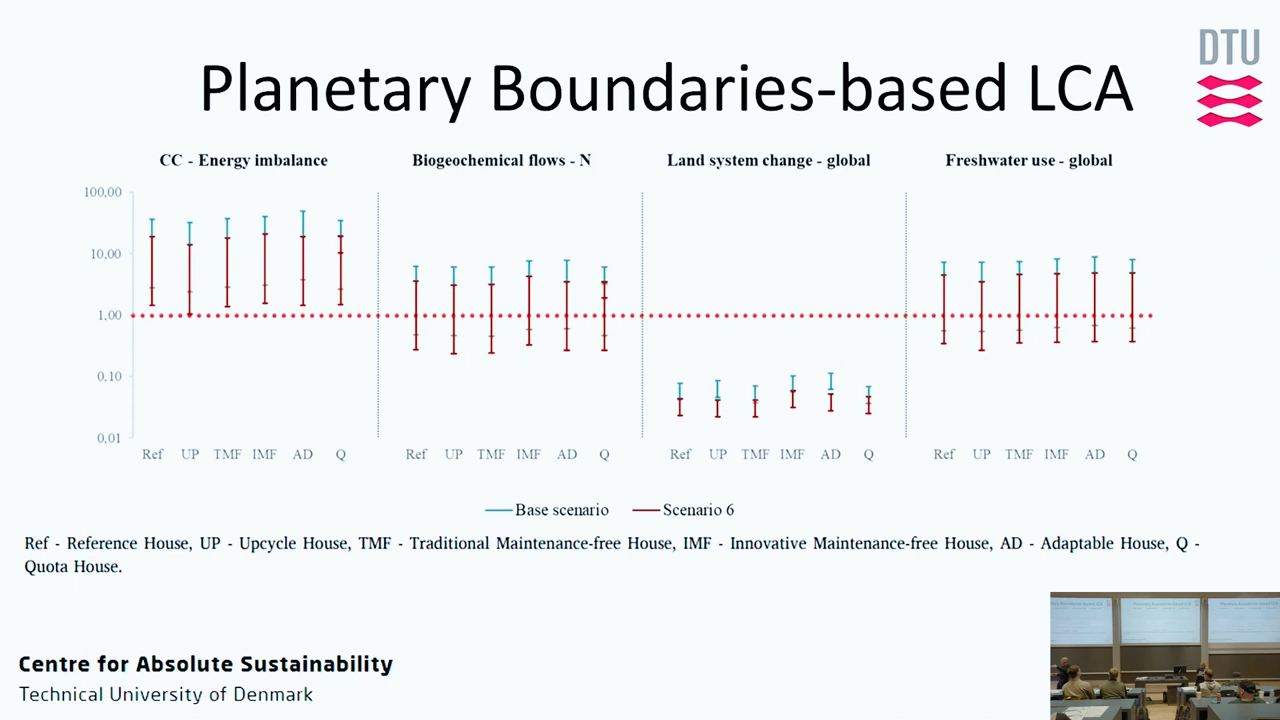 DTU
Planetary Boundaries-based LCA
CC - Energy imbalance
Biogeochemical flows - N
Land system change - global
Freshwater use - global
100,00
10,00
1,00
0,10
0,01
Ref UP TMF IMF AD Q
Ref UP TMF IMF AD Q
Ref UP TMF IMF AD Q
Ref UP TMF IMF AD Q
Base scenario
Scenario 6
Ref - Reference House, UP - Upcycle House, TMF - Traditional Maintenance-free House, IMF - Innovative Maintenance-free House, AD - Adaptable House, Q -
Quota House.
Centre for Absolute Sustainability
Technical University of Denmark